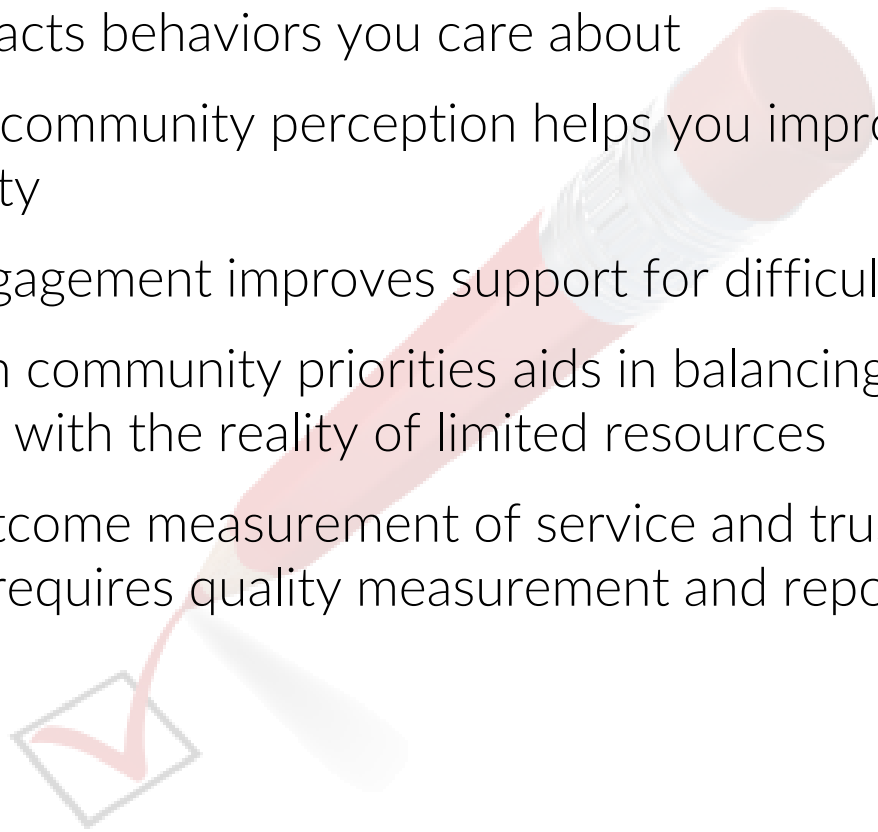 acts behaviors you care about
community perception helps you impro
ty
gagement improves support for difficul
n community priorities aids in balancing
with the reality of limited resources
tcome measurement of service and tru
requires quality measurement and repo